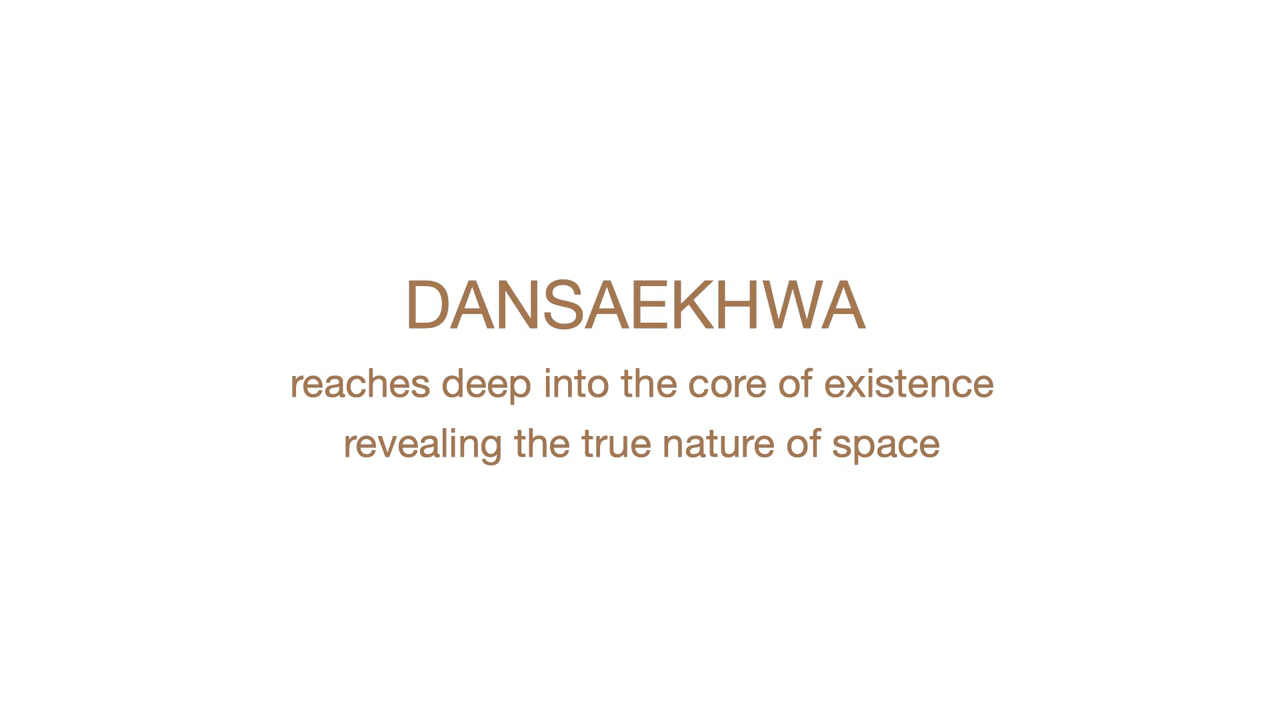 DANSAEKHWA
reaches deep into the core of existence
revealing the true nature of space